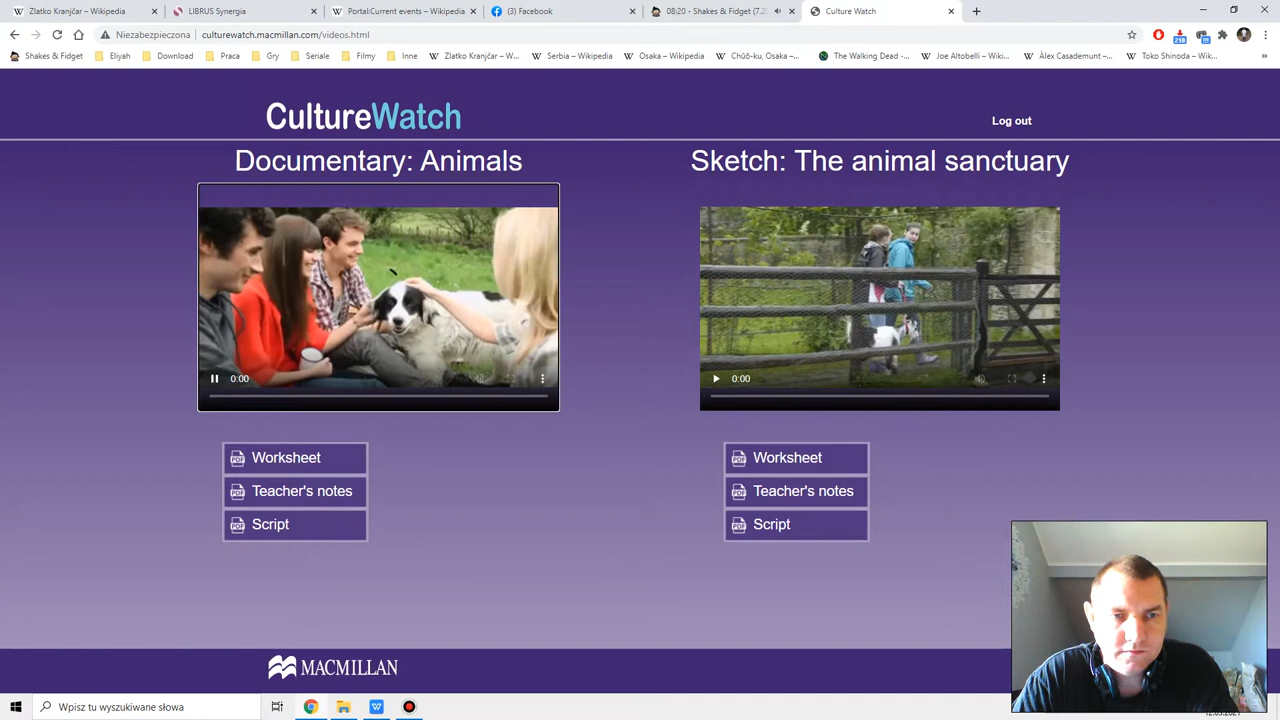 Zlatko Kranjčar – Wikipedia
LIBRUS Synergia
Portal:Current events – Wikipedia
(3) Facebook
08:20 - Shakes & Fidget (7.2
Culture Watch
Niezabezpieczona culturewatch.macmillan.com/videos.html
Shakes & Fidget Eliyah Download Praca Gry Seriale Filmy Inne Zlatko Kranjčar – Wi... Serbia – Wikipedia Osaka – Wikipedia Chūō-ku, Osaka –... The Walking Dead -... Joe Altobelli – Wiki... Àlex Casademunt –... Toko Shinoda – Wik... »
CultureWatch
Log out
Documentary: Animals
Sketch: The animal sanctuary
0:00
0:00
Worksheet
Teacher's notes
Script
Worksheet
Teacher's notes
Script
MACMILLAN
Wpisz tu wyszukiwane słowa